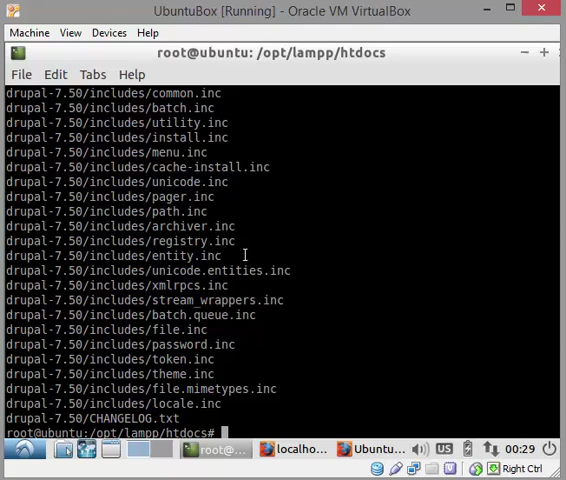 UbuntuBox [Running] - Oracle VM VirtualBox
Machine View Devices Help
root@ubuntu: /opt/lampp/htdocs
File Edit Tabs Help
drupal-7.50/includes/common.inc
drupal-7.50/includes/batch.inc
drupal-7.50/includes/utility.inc
drupal-7.50/includes/install.inc
drupal-7.50/includes/menu.inc
drupal-7.50/includes/cache-install.inc
drupal-7.50/includes/unicode.inc
drupal-7.50/includes/pager.inc
drupal-7.50/includes/path.inc
drupal-7.50/includes/archiver.inc
drupal-7.50/includes/registry.inc
drupal-7.50/includes/entity.inc
drupal-7.50/includes/unicode.entities.inc
drupal-7.50/includes/xmlrpcs.inc
drupal-7.50/includes/stream_wrappers.inc
drupal-7.50/includes/batch.queue.inc
drupal-7.50/includes/file.inc
drupal-7.50/includes/password.inc
drupal-7.50/includes/token.inc
drupal-7.50/includes/theme.inc
drupal-7.50/includes/file.mimetypes.inc
drupal-7.50/includes/locale.inc
drupal-7.50/CHANGELOG.txt
root@ubuntu:/opt/lampp/htdocs#
root@... localho... Ubuntu... US 00:29
Right Ctrl